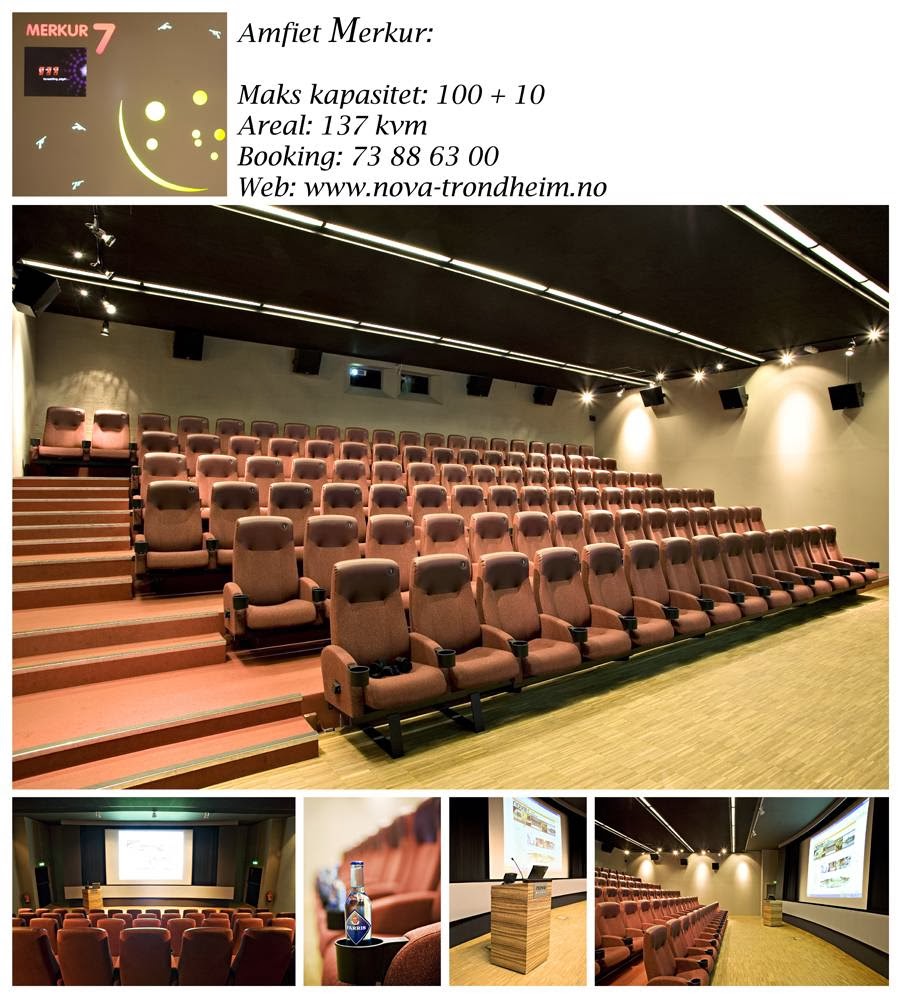 MERKUR 7
Amfiet Merkur:
Maks kapasitet: 100 + 10
Areal: 137 kvm
Booking: 73 88 63 00
Web: www.nova-trondheim.no
FARRIS